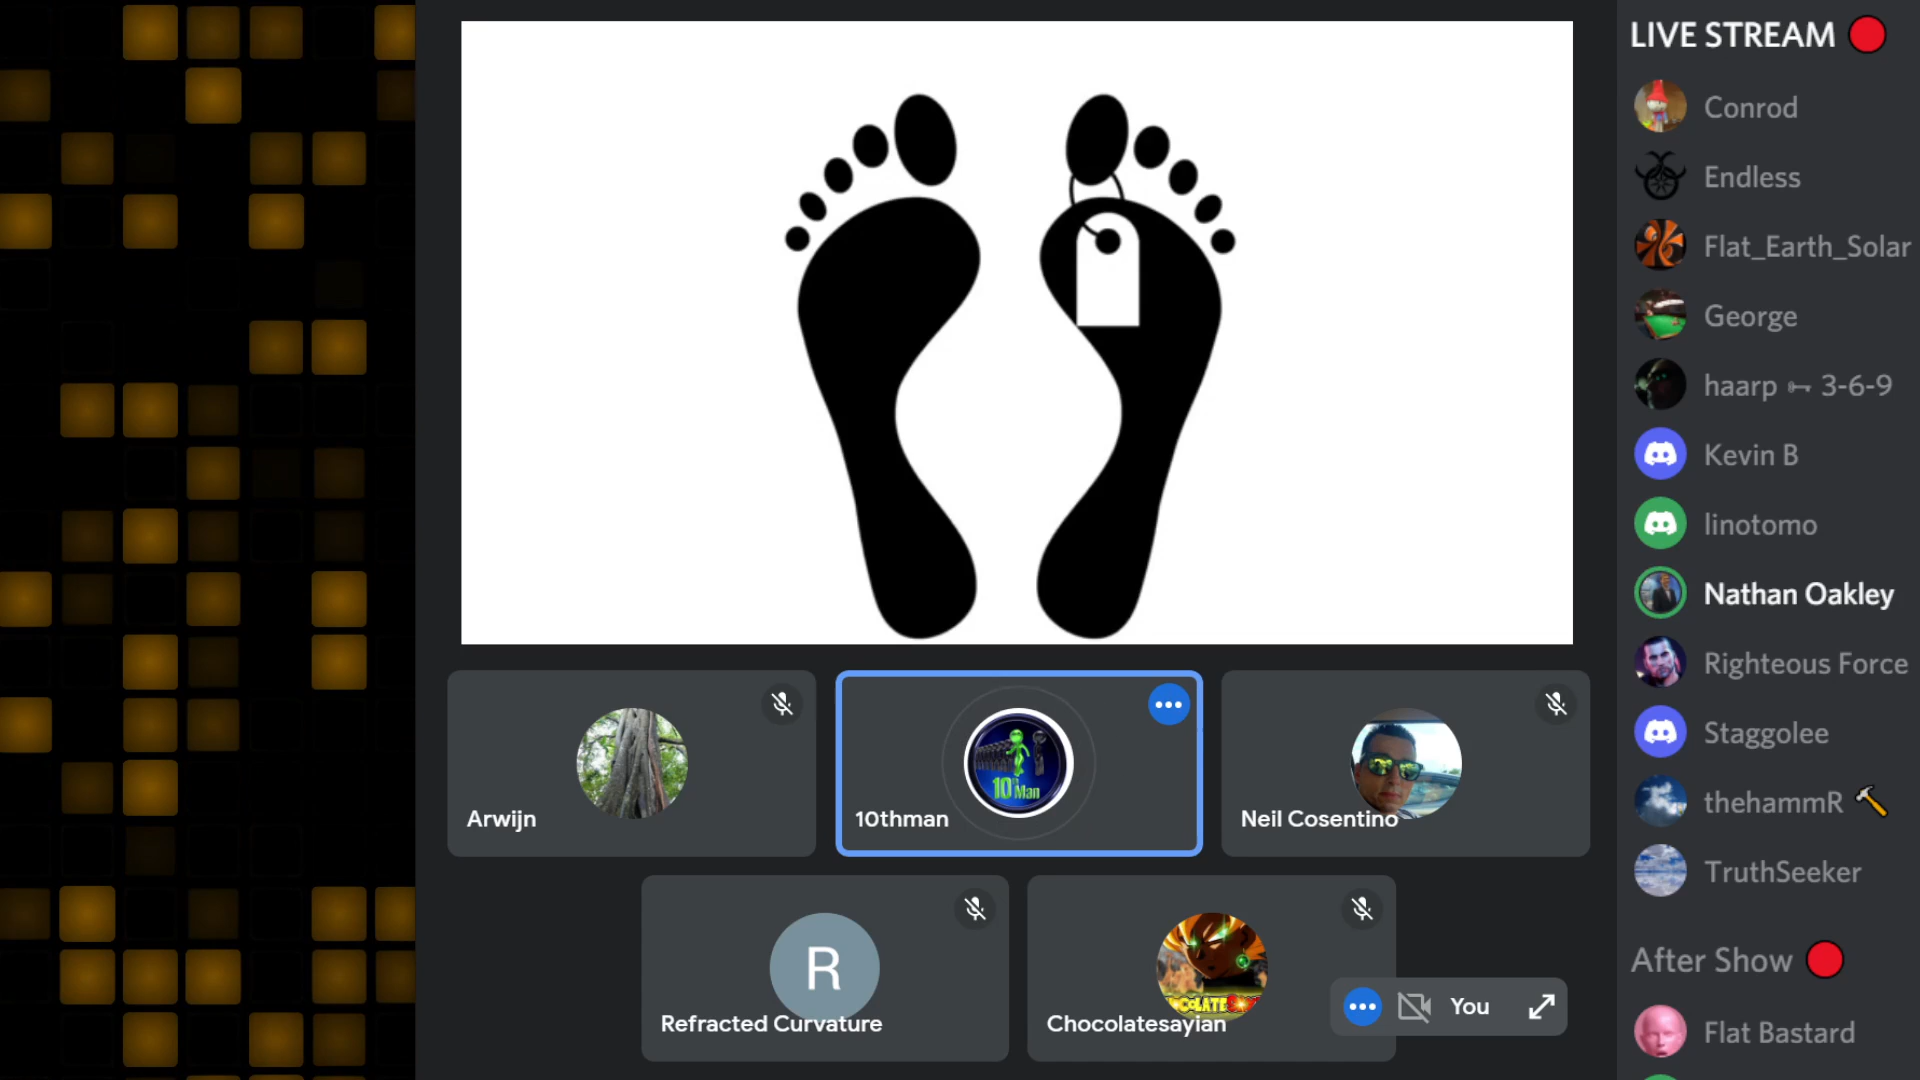 LIVE STREAM
Conrod
Endless
Flat_Earth_Solar
George
haarp 3-6-9
Kevin B
linotomo
Nathan Oakley
Righteous Force
Staggolee
thehammR
TruthSeeker
After Show
Flat Bastard
Arwijn
10th
Man
10thman
Neil Cosentino
R
Refracted Curvature
Chocolatesayian
You